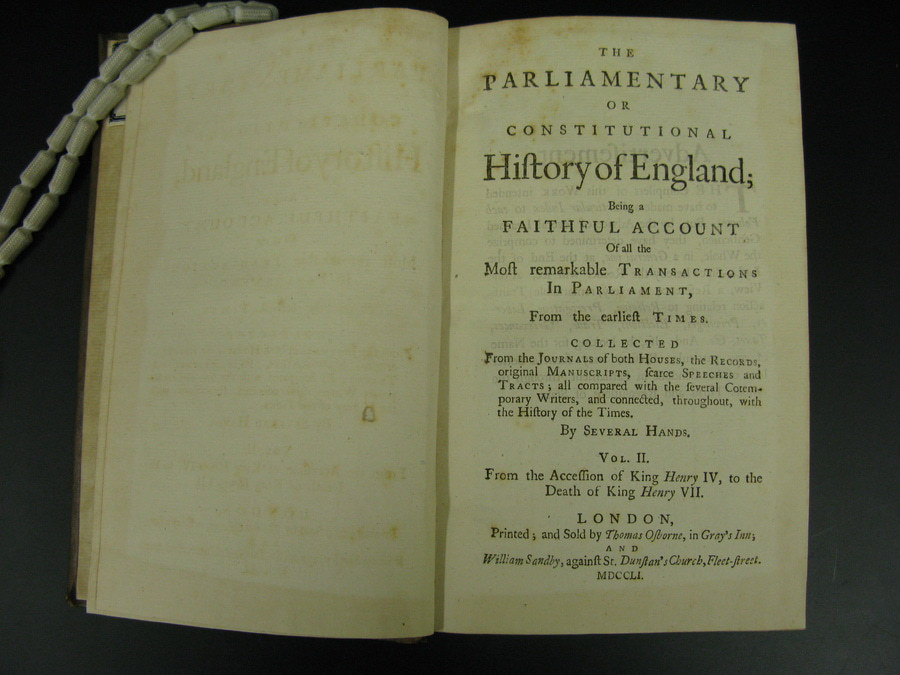 THE
PARLIAMENTARY
OR
CONSTITUTIONAL
Hiſtory of England;
Being a
FAITHFUL ACCOUNT
Of all the
Moſt remarkable TRANSACTIONS
In PARLIAMENT,
From the earlieſt TIMES.
COLLECTED
From the JOURNALS of both HOUSES, the RECORDS,
original MANUSCRIPTS, ſcarce SPEECHES and
TRACTS; all compared with the ſeveral Cotem-
porary Writers, and connected, throughout, with
the Hiſtory of the Times.
By SEVERAL HANDS.
VOL. II.
From the Acceſſion of King Henry IV, to the
Death of King Henry VII.
LONDON,
Printed; and Sold by Thomas Oſborne, in Gray's Inn;
AND
William Sandby, againſt St. Dunſtan's Church, Fleet-ſtreet.
MDCCLI.